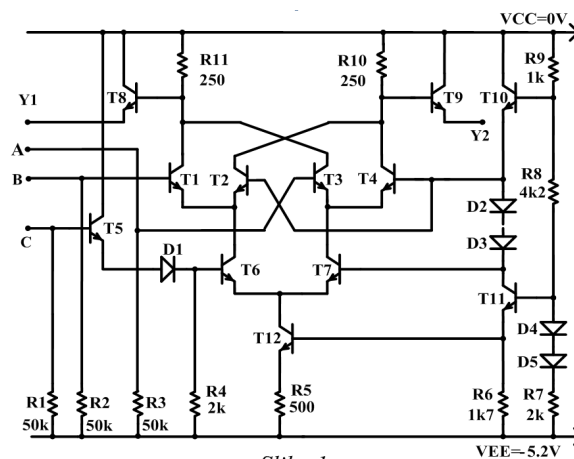 VCC=0V
R11
250
R10
250
R9
1k
Y1
T8
T9
T10
Y2
A
B
T1
T2
T3
T4
R8
4k2
D2
C
T5
D1
D3
T6
T7
T11
D4
T12
D5
R1
50k
R2
50k
R3
50k
R4
2k
R5
500
R6
1k7
R7
2k
VEE=-5.2V